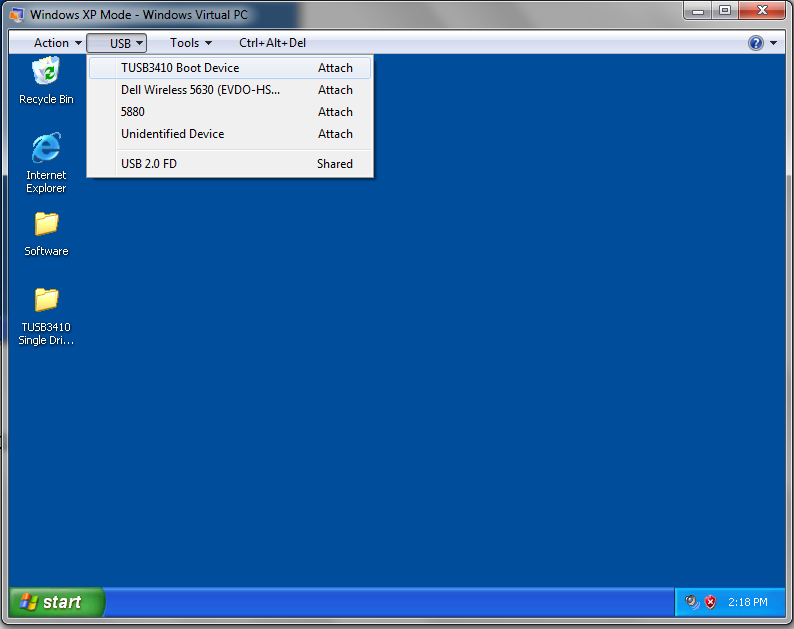 Windows XP Mode - Windows Virtual PC
Action USB Tools Ctrl+Alt+Del
TUSB3410 Boot Device Attach
Dell Wireless 5630 (EVDO-HS... Attach
5880 Attach
Unidentified Device Attach
USB 2.0 FD Shared
Recycle Bin
Internet
Explorer
Software
TUSB3410
Single Dri...
start
2:18 PM